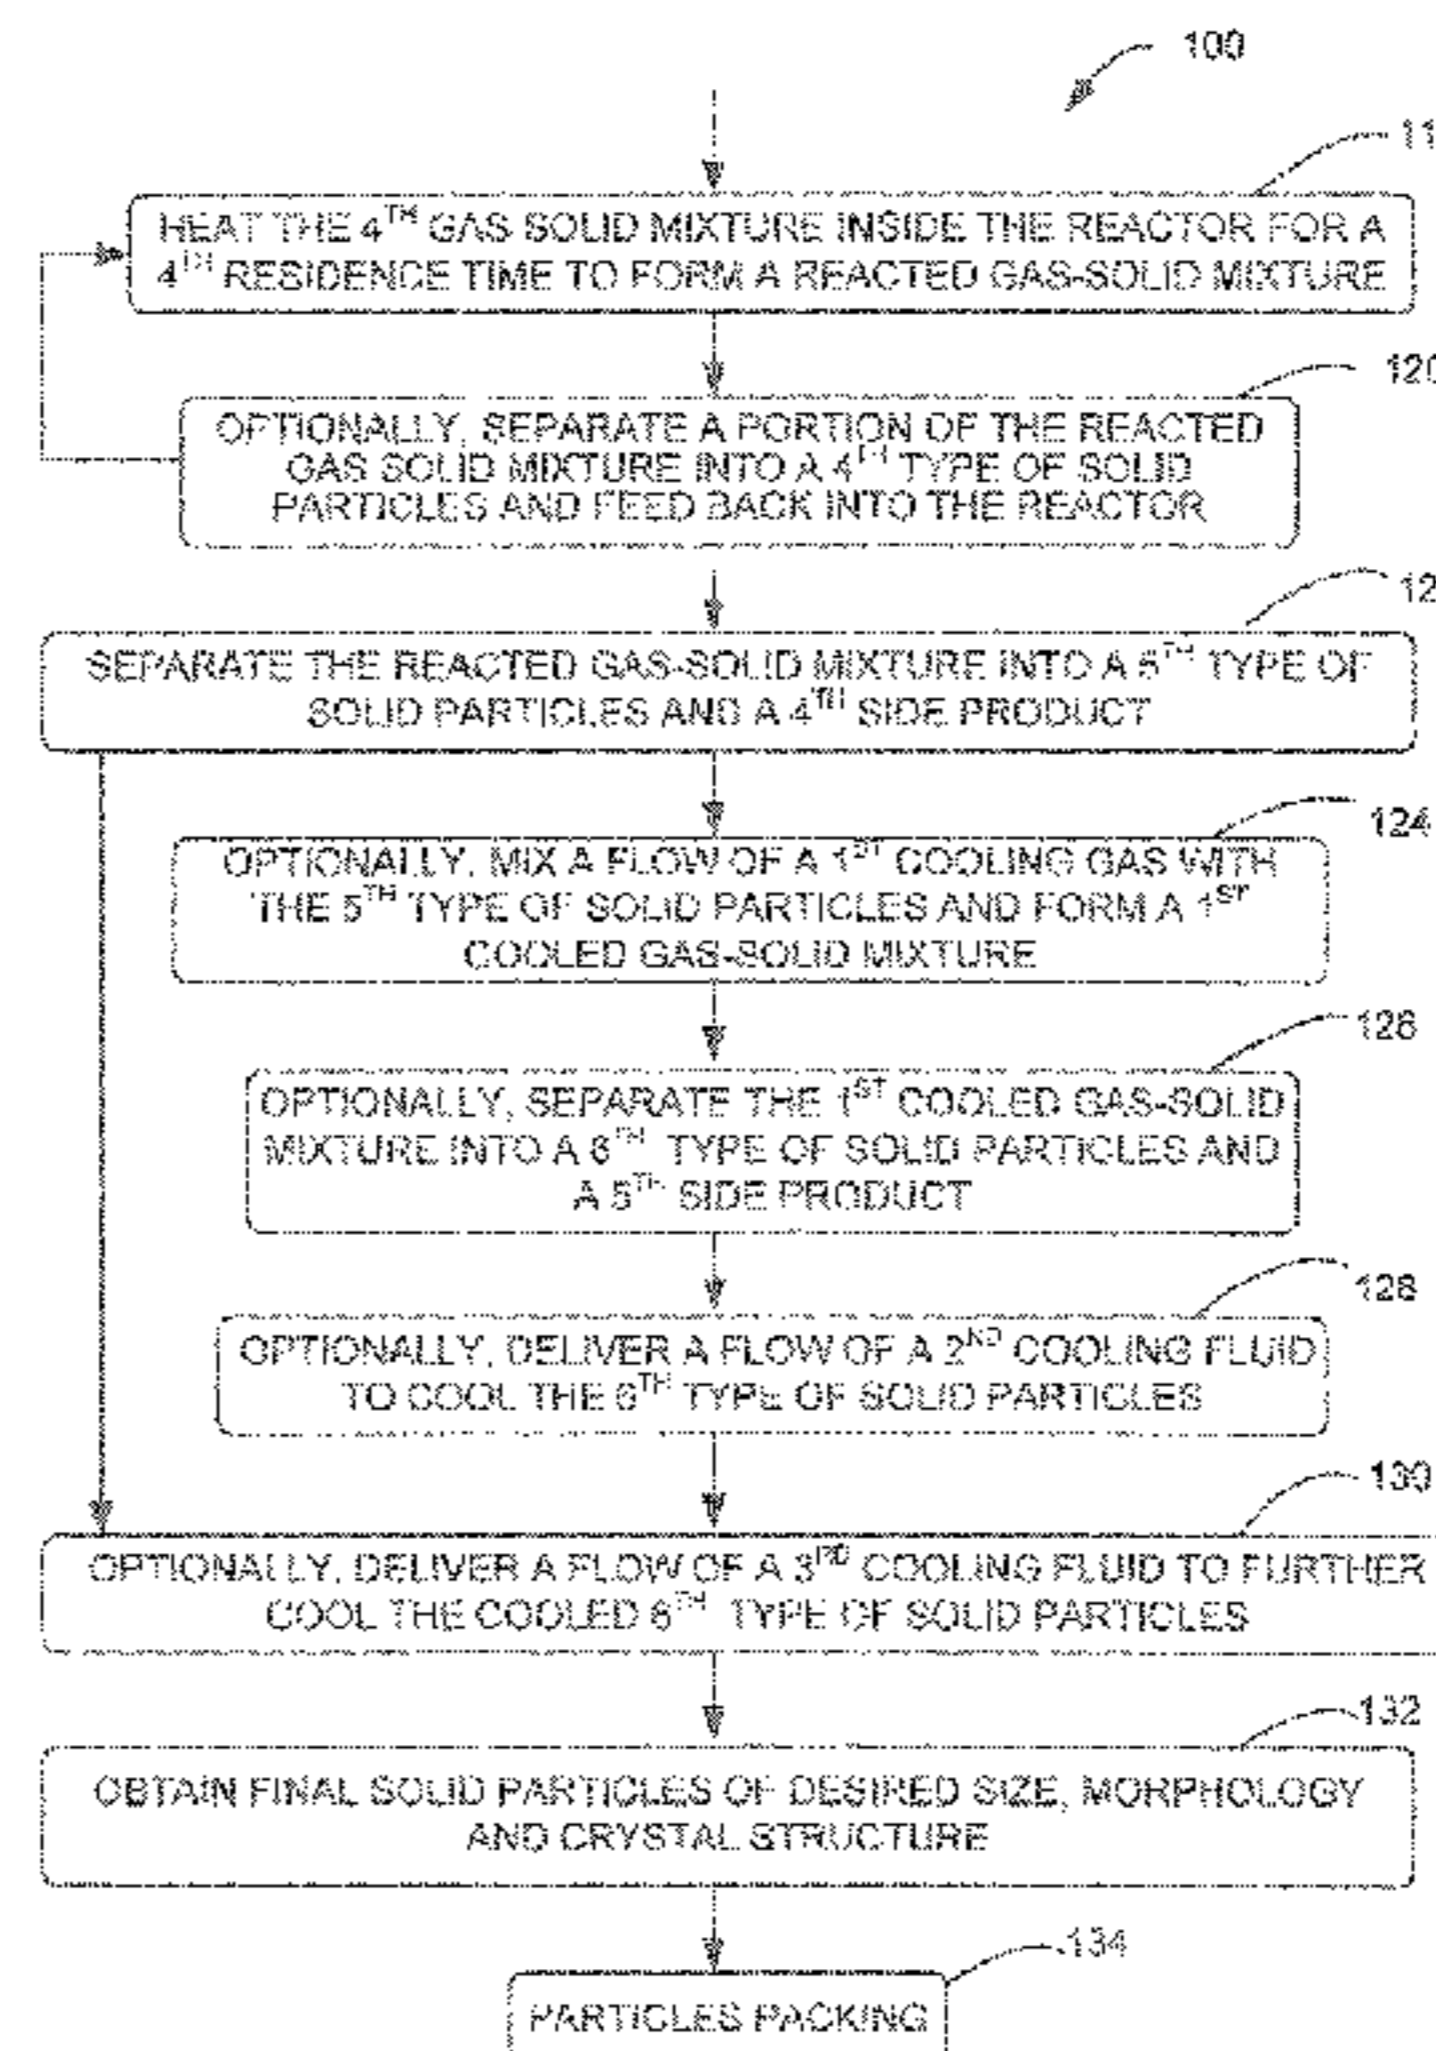 100
11
HEAT THE 4TH GAS-SOLID MIXTURE INSIDE THE REACTOR FOR A
4TH RESIDENCE TIME TO FORM A REACTED GAS-SOLID MIXTURE
120
OPTIONALLY, SEPARATE A PORTION OF THE REACTED
GAS SOLID MIXTURE INTO A 4TH TYPE OF SOLID
PARTICLES AND FEED BACK INTO THE REACTOR
12
SEPARATE THE REACTED GAS-SOLID MIXTURE INTO A 5TH TYPE OF
SOLID PARTICLES AND A 4TH SIDE PRODUCT
124
OPTIONALLY, MIX A FLOW OF A 1ST COOLING GAS WITH
THE 5TH TYPE OF SOLID PARTICLES AND FORM A 1ST
COOLED GAS-SOLID MIXTURE
126
OPTIONALLY, SEPARATE THE 1ST COOLED GAS-SOLID
MIXTURE INTO A 6TH TYPE OF SOLID PARTICLES AND
A 5TH SIDE PRODUCT
128
OPTIONALLY, DELIVER A FLOW OF A 2ND COOLING FLUID
TO COOL THE 6TH TYPE OF SOLID PARTICLES
130
OPTIONALLY, DELIVER A FLOW OF A 3RD COOLING FLUID TO FURTHER
COOL THE COOLED 6TH TYPE OF SOLID PARTICLES
132
OBTAIN FINAL SOLID PARTICLES OF DESIRED SIZE, MORPHOLOGY
AND CRYSTAL STRUCTURE
134
PARTICLES PACKING